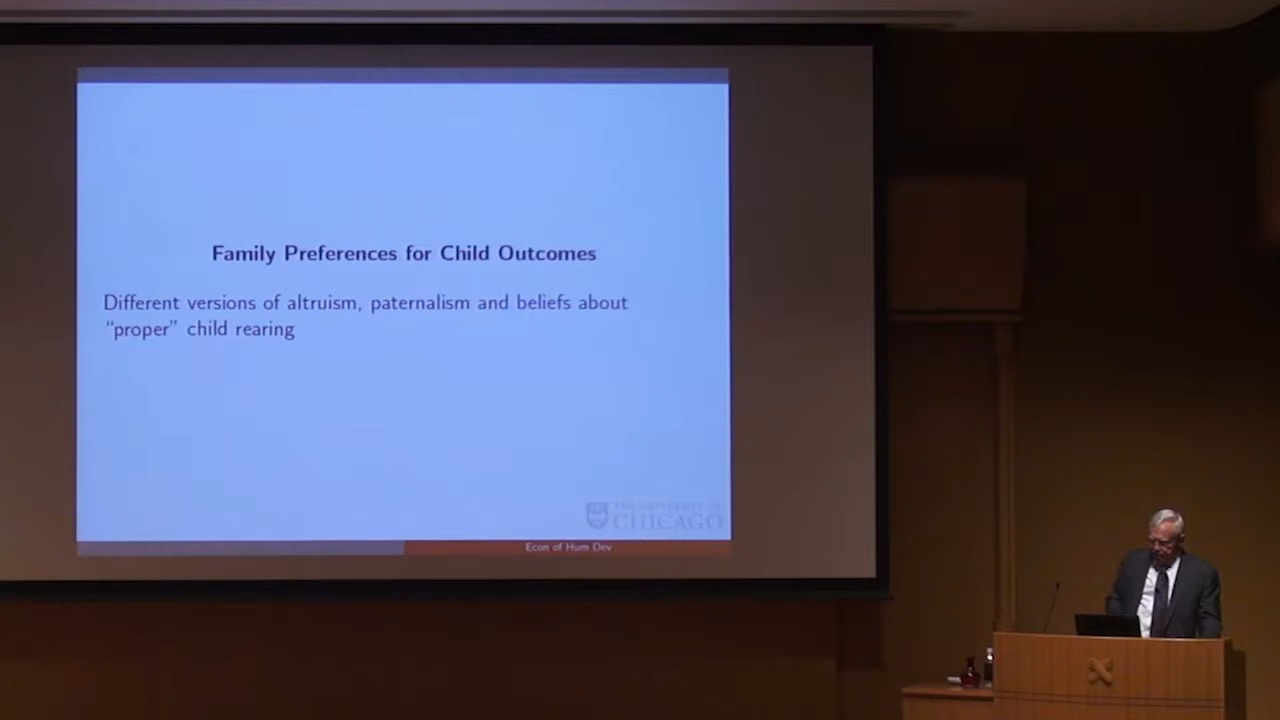 Family Preferences for Child Outcomes
Different versions of altruism, paternalism and beliefs about
“proper” child rearing
THE UNIVERSITY OF
CHICAGO
Econ of Hum Dev